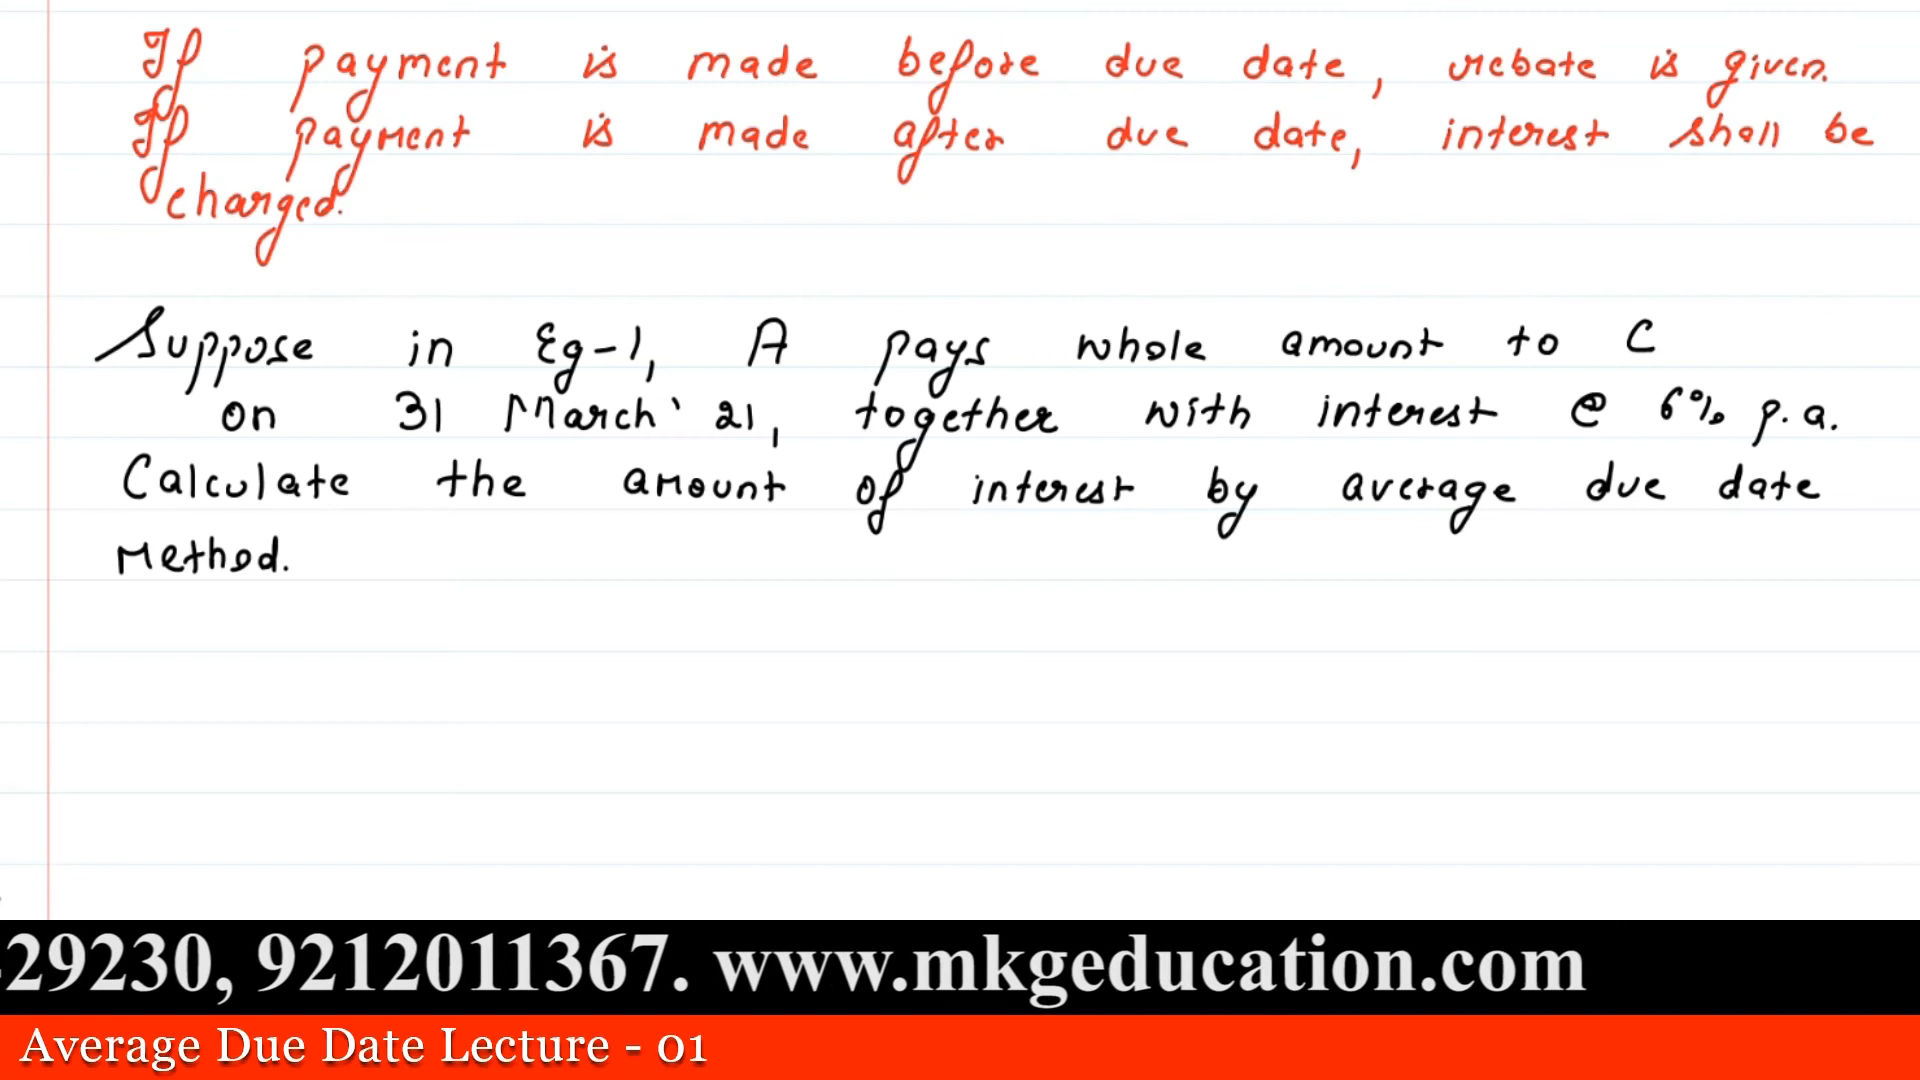 If payment is made before due date, rebate is given.
If payment is made after due date, interest shall be
charged.
Suppose in Eg-1, A pays whole amount to C
on 31 March' 21, together with interest @ 6% p.a.
Calculate the amount of interest by average due date
Method.
29230, 9212011367. www.mkgeducation.com
Average Due Date Lecture - 01